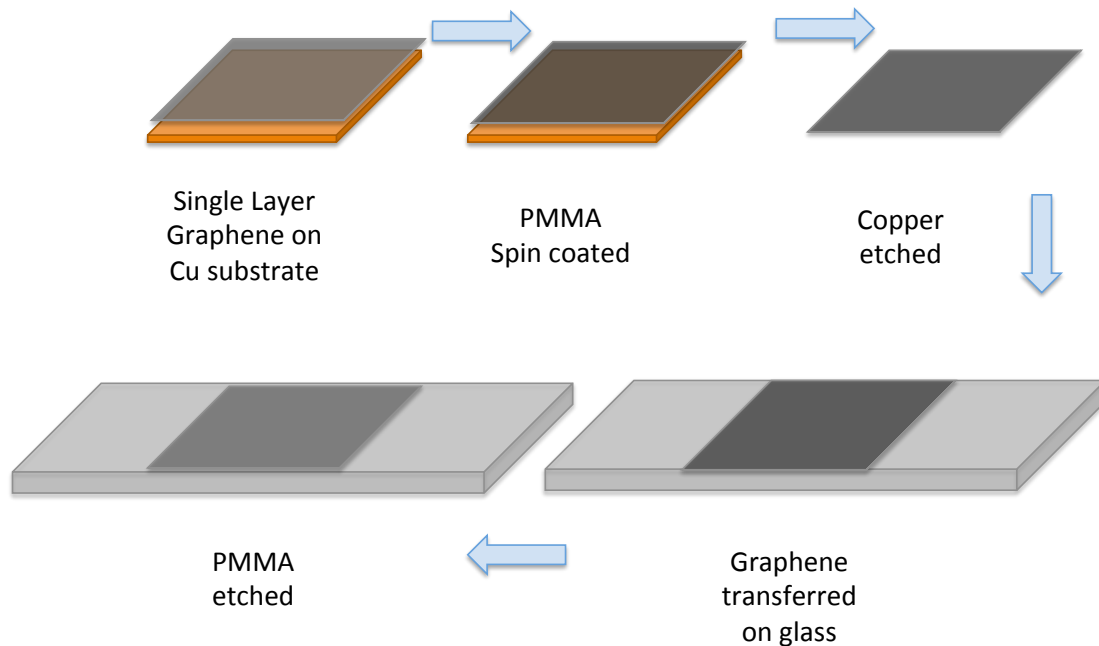 Single Layer
Graphene on
Cu substrate
PMMA
Spin coated
Copper
etched
Graphene
transferred
on glass
PMMA
etched